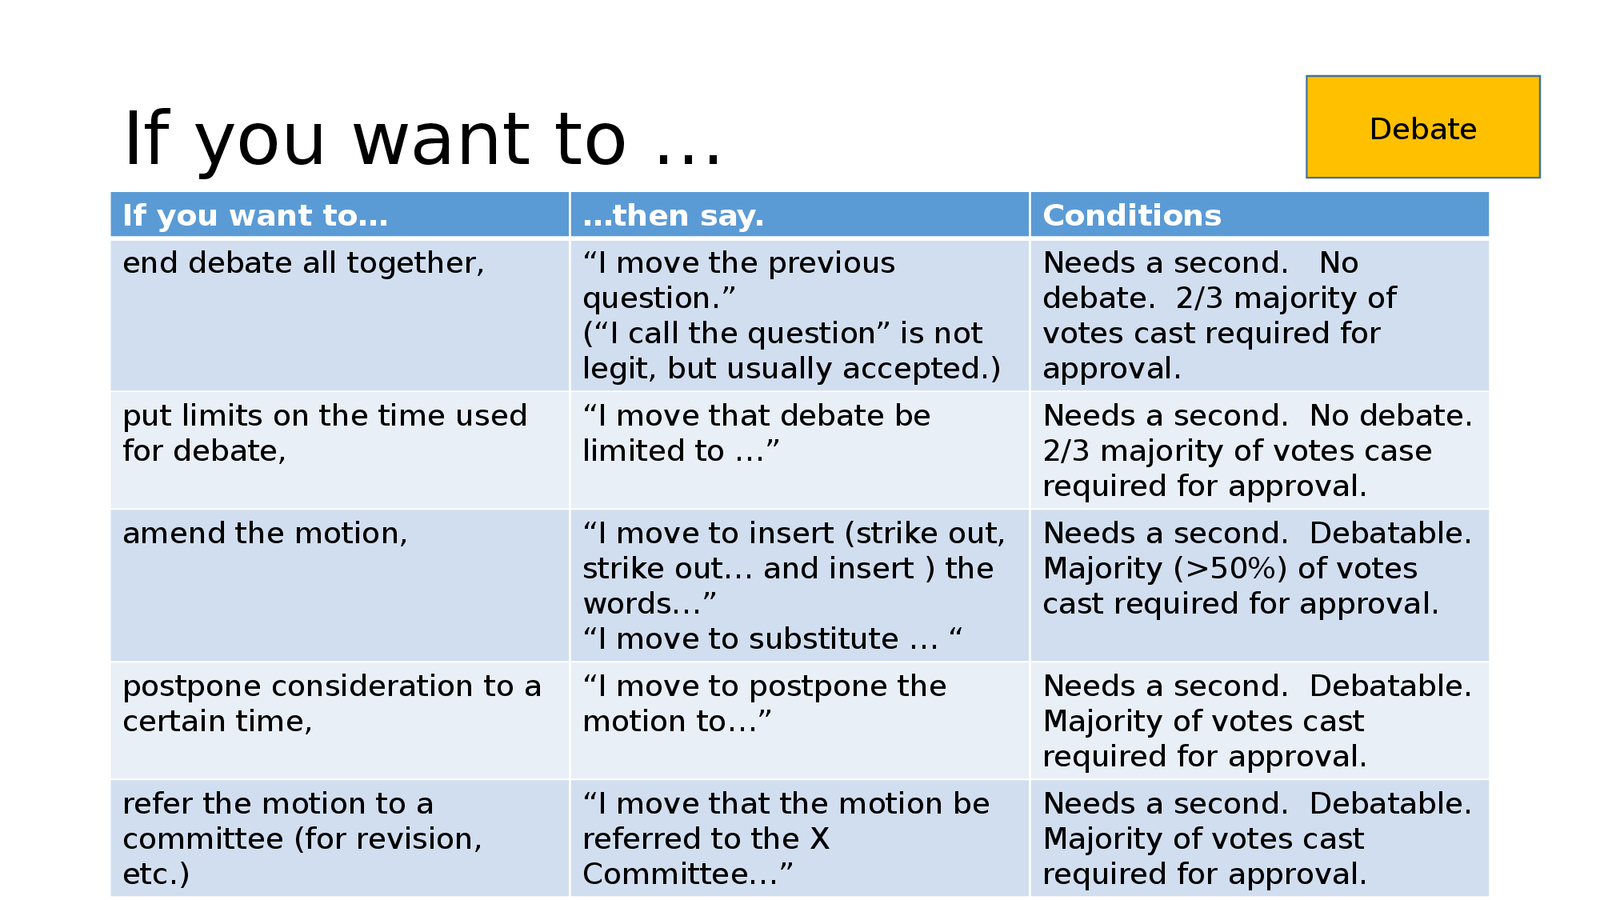 If you want to …
Debate
If you want to…
…then say.
Conditions
end debate all together,
“I move the previous
question.”
(“I call the question” is not
legit, but usually accepted.)
Needs a second.   No
debate.  2/3 majority of
votes cast required for
approval.
put limits on the time used
for debate,
“I move that debate be
limited to …”
Needs a second.  No debate.
2/3 majority of votes case
required for approval.
amend the motion,
“I move to insert (strike out,
strike out… and insert ) the
words…”
“I move to substitute … “
Needs a second.  Debatable.
Majority (>50%) of votes
cast required for approval.
postpone consideration to a
certain time,
“I move to postpone the
motion to…”
Needs a second.  Debatable.
Majority of votes cast
required for approval.
refer the motion to a
committee (for revision,
etc.)
“I move that the motion be
referred to the X
Committee…”
Needs a second.  Debatable.
Majority of votes cast
required for approval.